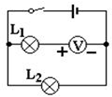 L₁
+ V −
L₂